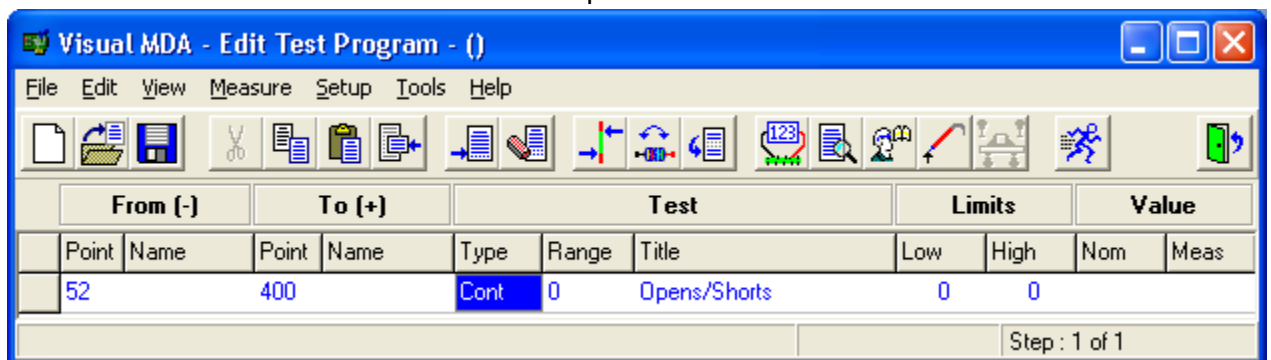 Visual MDA - Edit Test Program - ()
File Edit View Measure Setup Tools Help
123
From (-) To (+) Test Limits Value
Point Name Point Name Type Range Title Low High Nom Meas
52 400 Cont 0 Opens/Shorts 0 0
Step : 1 of 1